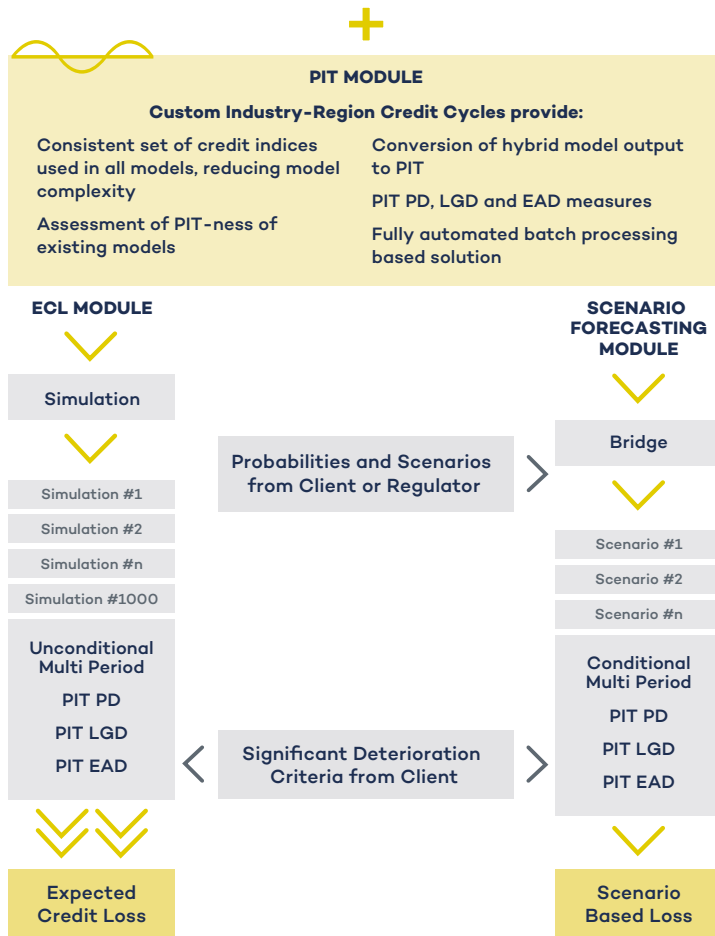 PIT MODULE
Custom Industry-Region Credit Cycles provide:
Consistent set of credit indices
used in all models, reducing model
complexity
Assessment of PIT-ness of
existing models
Conversion of hybrid model output
to PIT
PIT PD, LGD and EAD measures
Fully automated batch processing
based solution
ECL MODULE
Simulation
Simulation #1
Simulation #2
Simulation #n
Simulation #1000
Unconditional
Multi Period
PIT PD
PIT LGD
PIT EAD
Expected
Credit Loss
Probabilities and Scenarios
from Client or Regulator
Significant Deterioration
Criteria from Client
SCENARIO
FORECASTING
MODULE
Bridge
Scenario #1
Scenario #2
Scenario #n
Conditional
Multi Period
PIT PD
PIT LGD
PIT EAD
Scenario
Based Loss